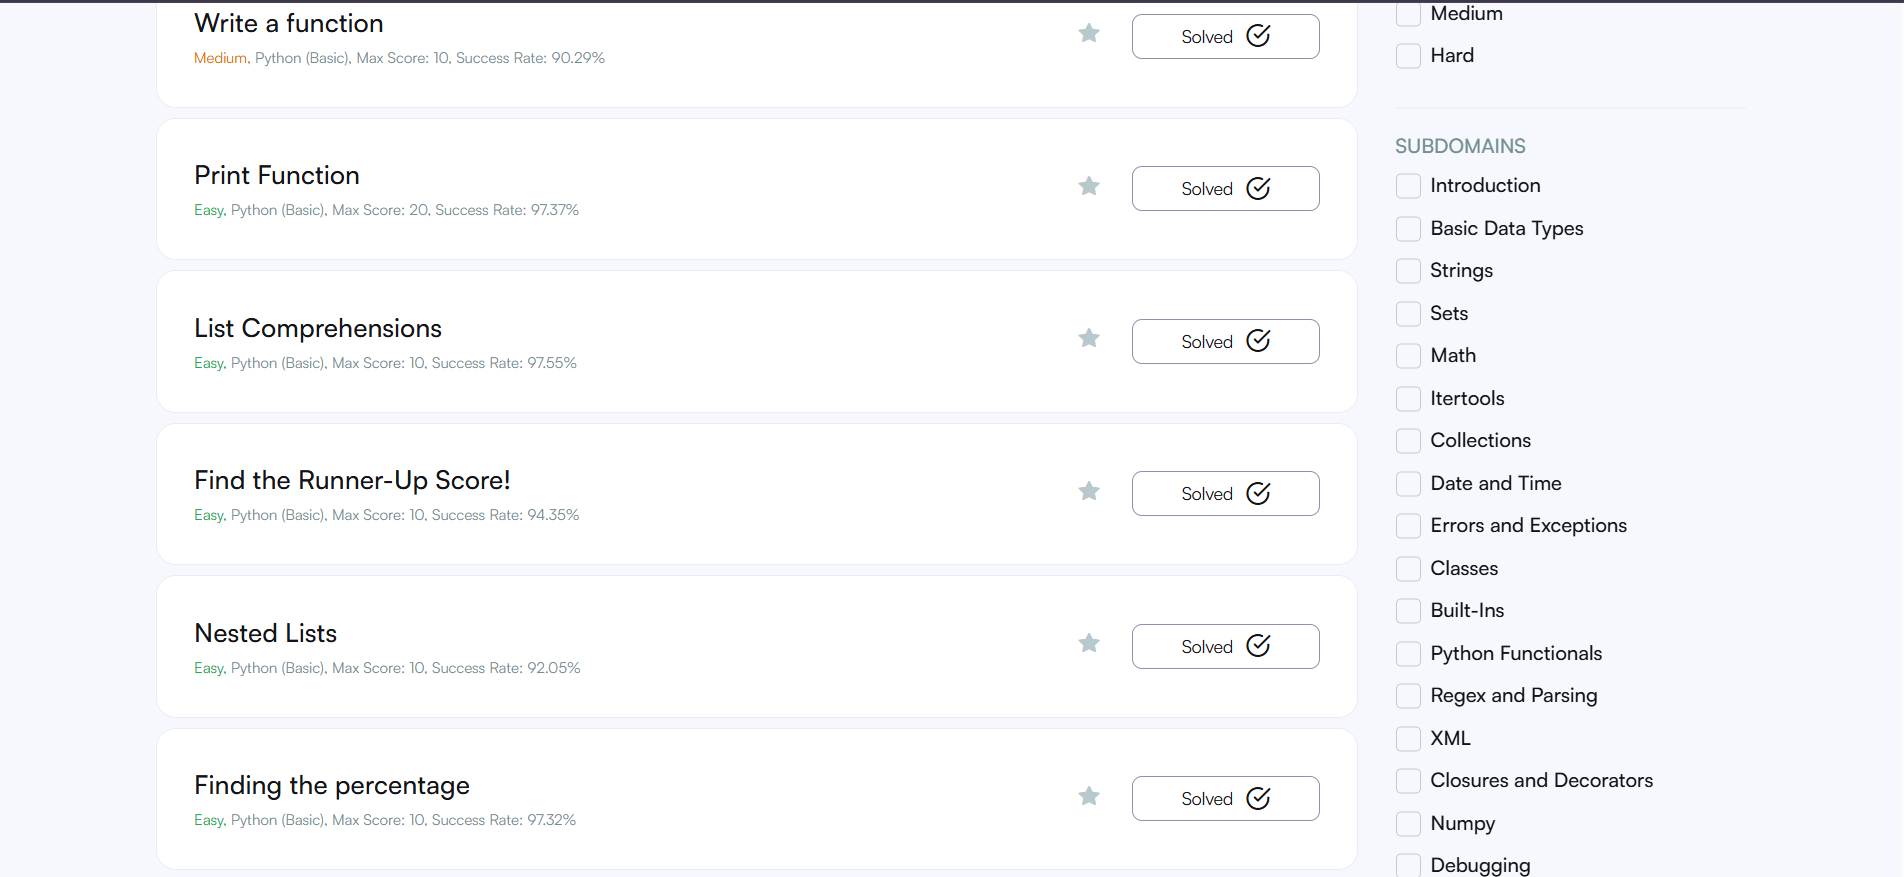 Write a function
Medium, Python (Basic), Max Score: 10, Success Rate: 90.29%
Solved
Print Function
Easy, Python (Basic), Max Score: 20, Success Rate: 97.37%
Solved
List Comprehensions
Easy, Python (Basic), Max Score: 10, Success Rate: 97.55%
Solved
Find the Runner-Up Score!
Easy, Python (Basic), Max Score: 10, Success Rate: 94.35%
Solved
Nested Lists
Easy, Python (Basic), Max Score: 10, Success Rate: 92.05%
Solved
Finding the percentage
Easy, Python (Basic), Max Score: 10, Success Rate: 97.32%
Solved
Medium
Hard
SUBDOMAINS
Introduction
Basic Data Types
Strings
Sets
Math
Itertools
Collections
Date and Time
Errors and Exceptions
Classes
Built-Ins
Python Functionals
Regex and Parsing
XML
Closures and Decorators
Numpy
Debugging